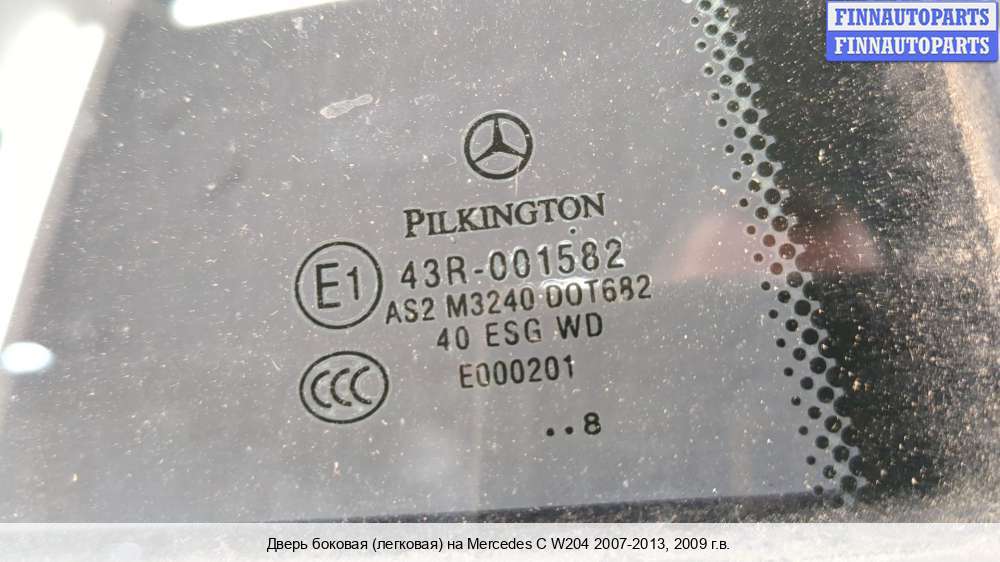 FINNAUTOPARTS
FINNAUTOPARTS
PILKINGTON
E1
43R-001582
AS2 M3240 DOT682
40 ESG WD
CCC
E000201
..8
Дверь боковая (легковая) на Mercedes C W204 2007-2013, 2009 г.в.